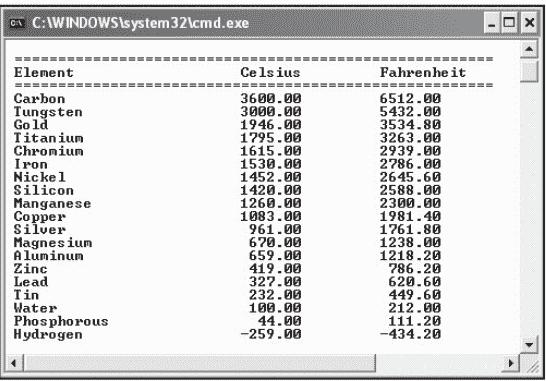 C:\WINDOWS\system32\cmd.exe
=======================================================
Element Celsius Fahrenheit
=======================================================
Carbon 3600.00 6512.00
Tungsten 3000.00 5432.00
Gold 1946.00 3534.80
Titanium 1795.00 3263.00
Chromium 1615.00 2939.00
Iron 1530.00 2786.00
Nickel 1452.00 2645.60
Silicon 1420.00 2588.00
Manganese 1260.00 2300.00
Copper 1083.00 1981.40
Silver 961.00 1761.80
Magnesium 670.00 1238.00
Aluminum 659.00 1218.20
Zinc 419.00 786.20
Lead 327.00 620.60
Tin 232.00 449.60
Water 100.00 212.00
Phosphorous 44.00 111.20
Hydrogen -259.00 -434.20